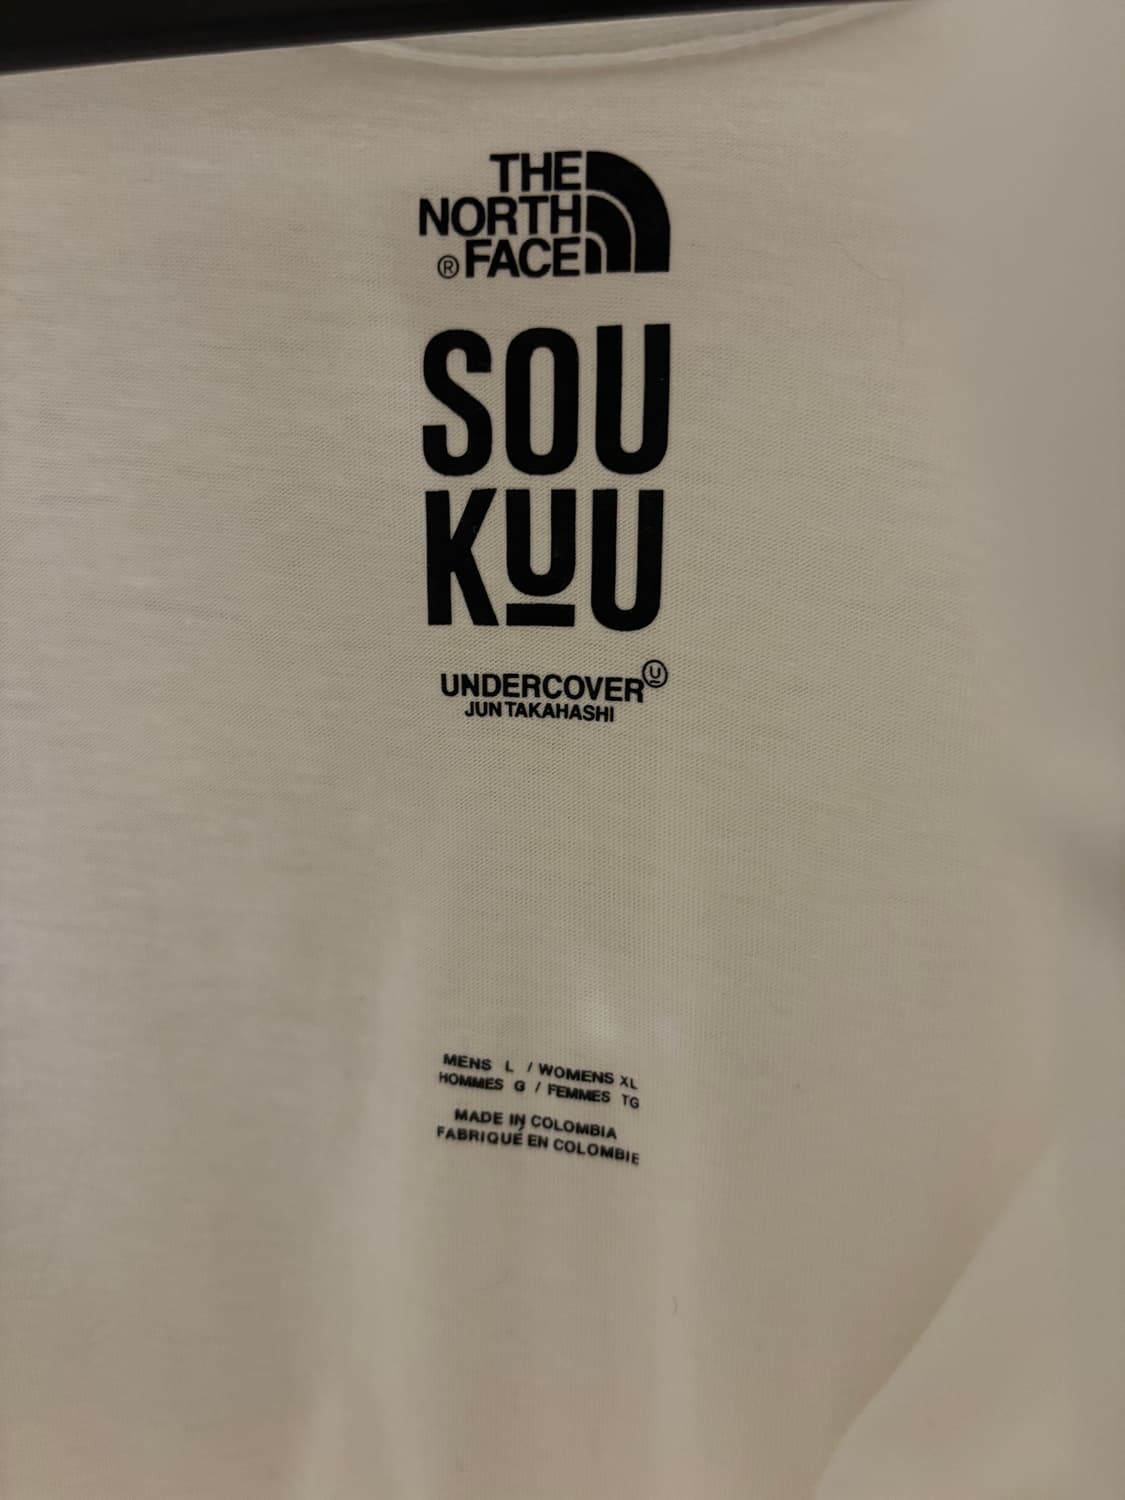 THE
NORTH
® FACE
SOU
KUU
UNDERCOVER
JUN TAKAHASHI
MENS L / WOMENS XL
HOMMES G / FEMMES TG
MADE IN COLOMBIA
FABRIQUÉ EN COLOMBIE